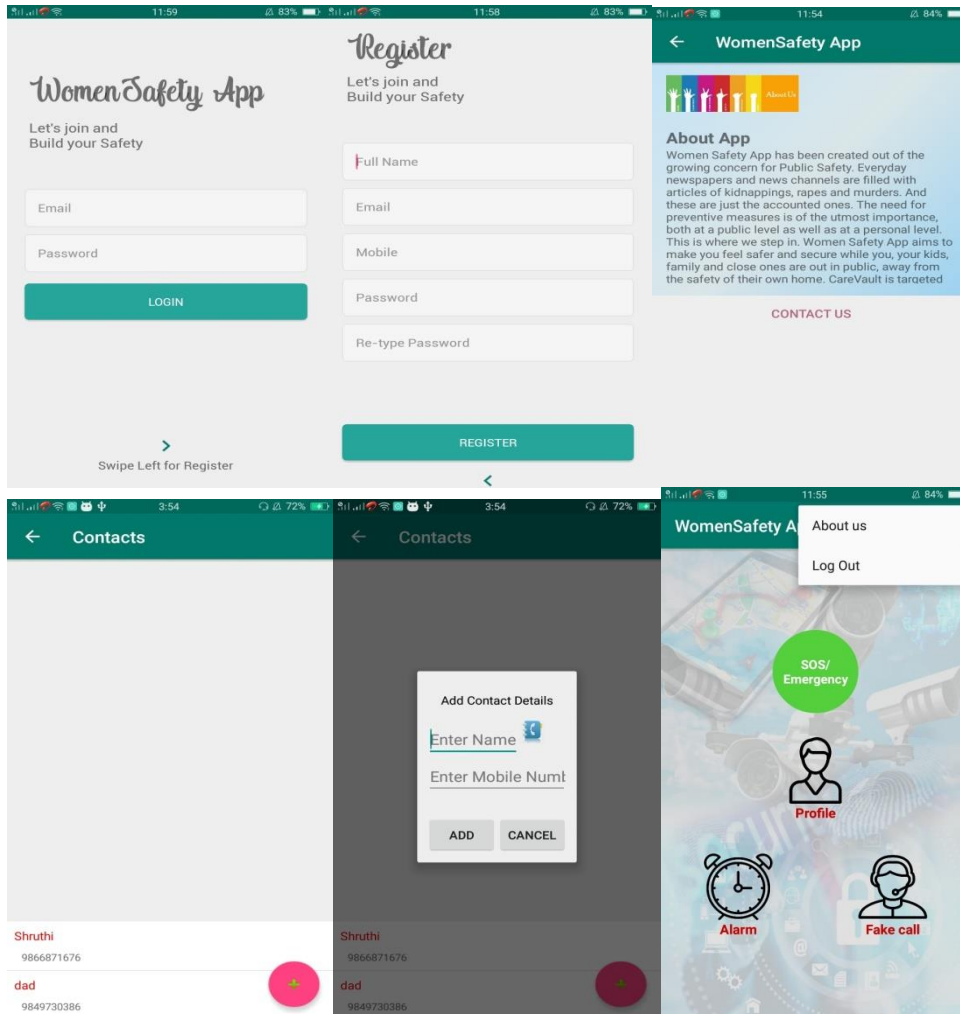 11:59
83%
WomenSafety App
Let's join and
Build your Safety
Email
Password
LOGIN
Swipe Left for Register
11:58
83%
Register
Let's join and
Build your Safety
Full Name
Email
Mobile
Password
Re-type Password
REGISTER
11:54
84%
WomenSafety App
About Us
About App
Women Safety App has been created out of the
growing concern for Public Safety. Everyday
newspapers and news channels are filled with
articles of kidnappings, rapes and murders. And
these are just the accounted ones. The need for
preventive measures is of the utmost importance,
both at a public level as well as at a personal level.
This is where we step in. Women Safety App aims to
make you feel safer and secure while you, your kids,
family and close ones are out in public, away from
the safety of their own home. CareVault is targeted
CONTACT US
3:54
72%
Contacts
Shruthi
9866871676
dad
9849730386
3:54
72%
Contacts
Add Contact Details
Enter Name
Enter Mobile Numb
ADD CANCEL
Shruthi
9866871676
dad
9849730386
11:55
84%
WomenSafety A
About us
Log Out
SOS/
Emergency
Profile
Alarm
Fake call